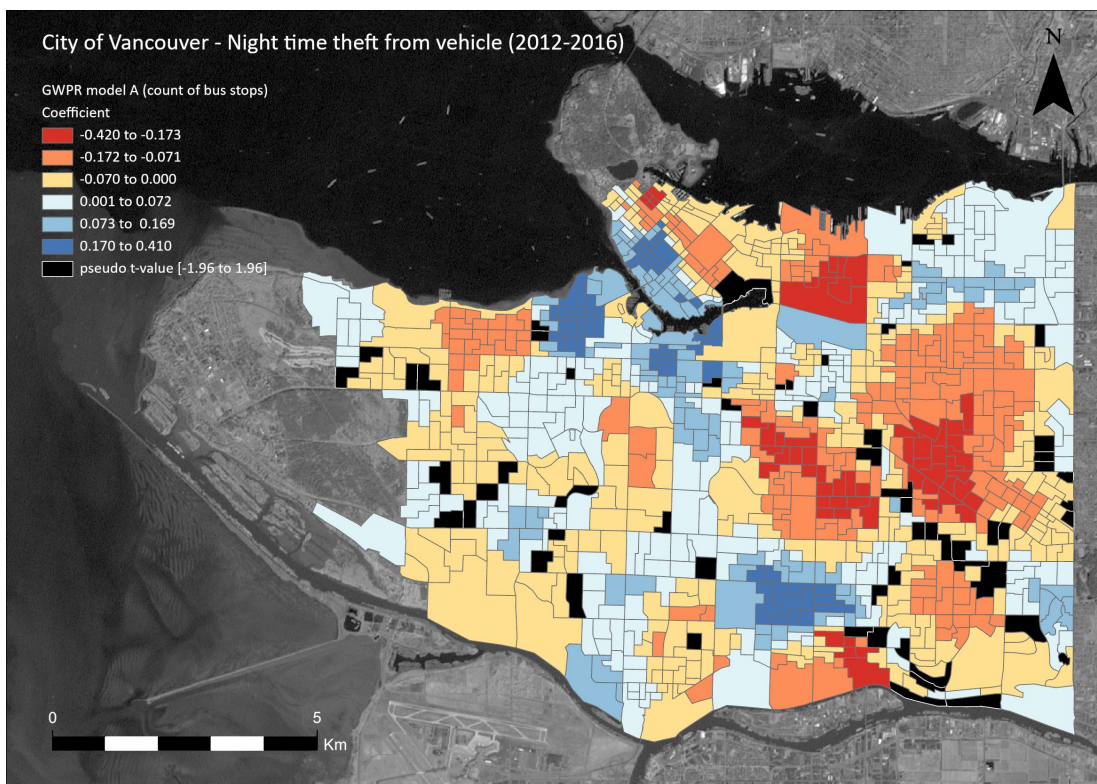 City of Vancouver - Night time theft from vehicle (2012-2016)
N
GWPR model A (count of bus stops)
Coefficient
-0.420 to -0.173
-0.172 to -0.071
-0.070 to 0.000
0.001 to 0.072
0.073 to 0.169
0.170 to 0.410
pseudo t-value [-1.96 to 1.96]
0 5
Km